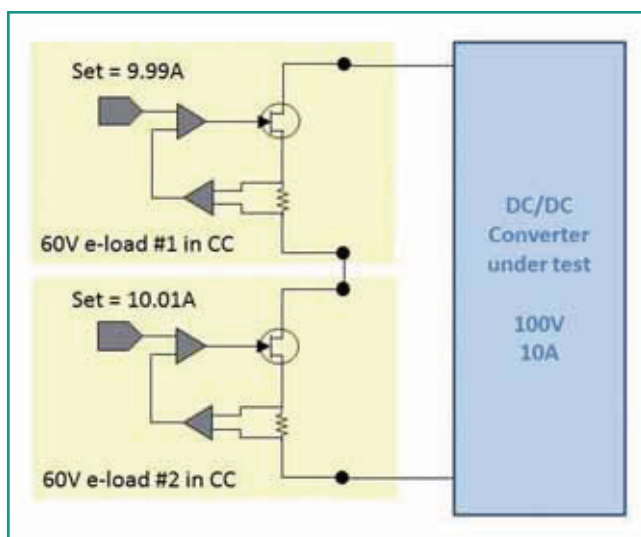 Set = 9.99A
60V e-load #1 in CC
Set = 10.01A
60V e-load #2 in CC
DC/DC
Converter
under test
100V
10A